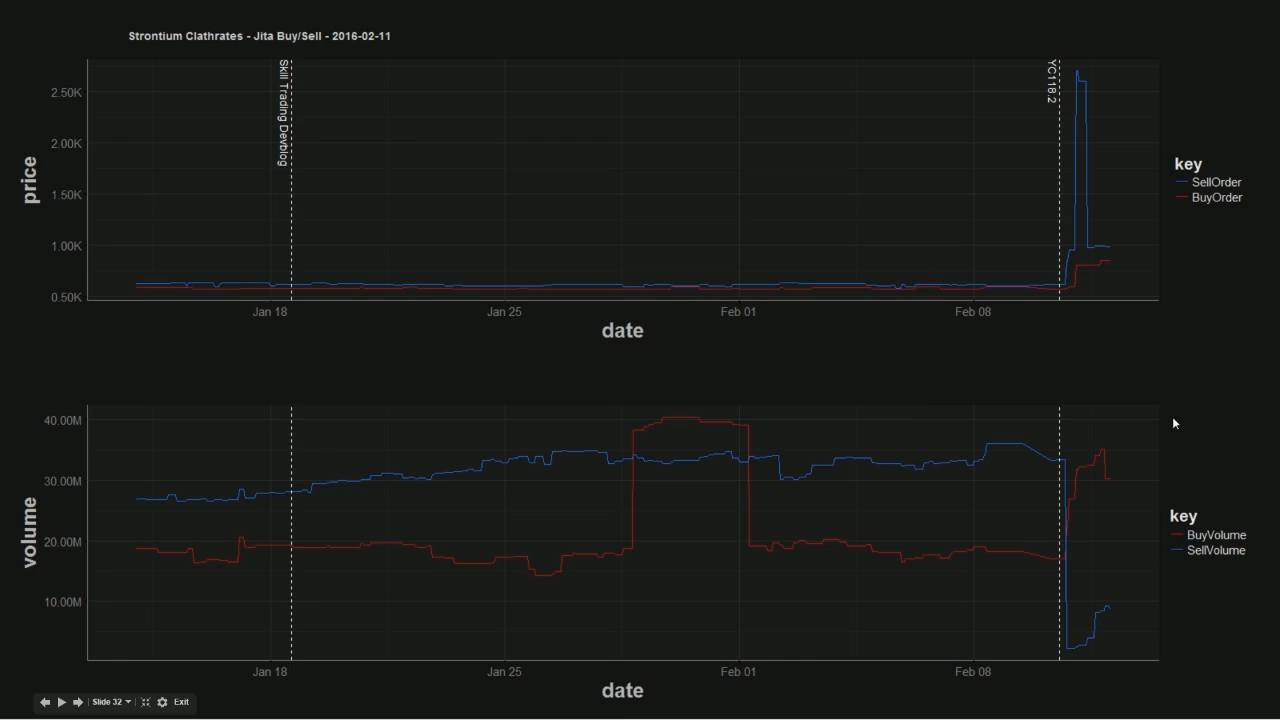 Strontium Clathrates - Jita Buy/Sell - 2016-02-11
Skill Trading Devblog
YC118.2
2.50K
2.00K
1.50K
1.00K
0.50K
price
Jan 18
Jan 25
Feb 01
Feb 08
date
key
SellOrder
BuyOrder
40.00M
30.00M
20.00M
10.00M
volume
Jan 18
Jan 25
Feb 01
Feb 08
date
key
BuyVolume
SellVolume
Slide 32
Exit